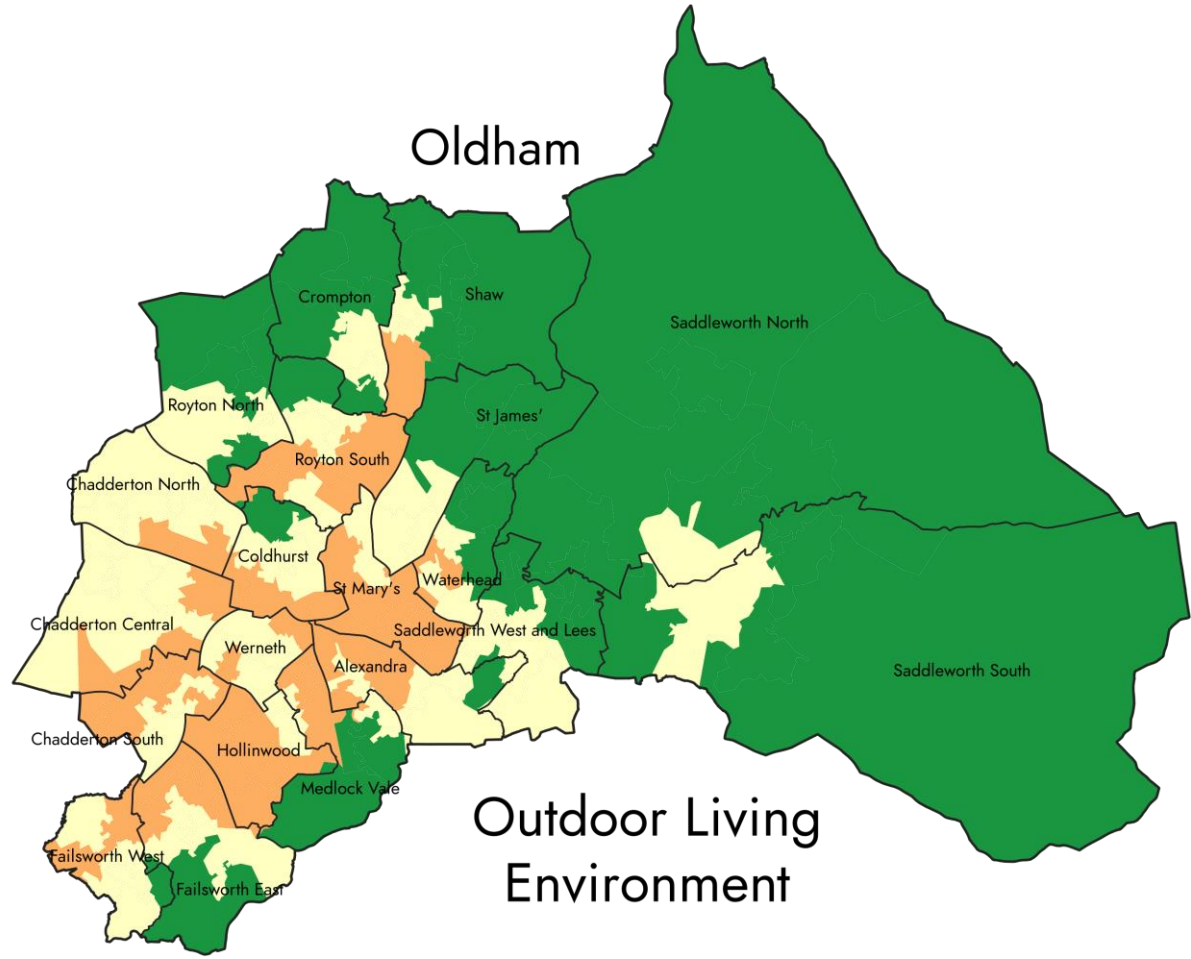 Oldham
Crompton
Shaw
Saddleworth North
Royton North
St James'
Royton South
Chadderton North
Coldhurst
Waterhead
St Mary's
Chadderton Central
Saddleworth West and Lees
Werneth
Alexandra
Saddleworth South
Chadderton South
Hollinwood
Medlock Vale
Outdoor Living
Environment
Failsworth West
Failsworth East